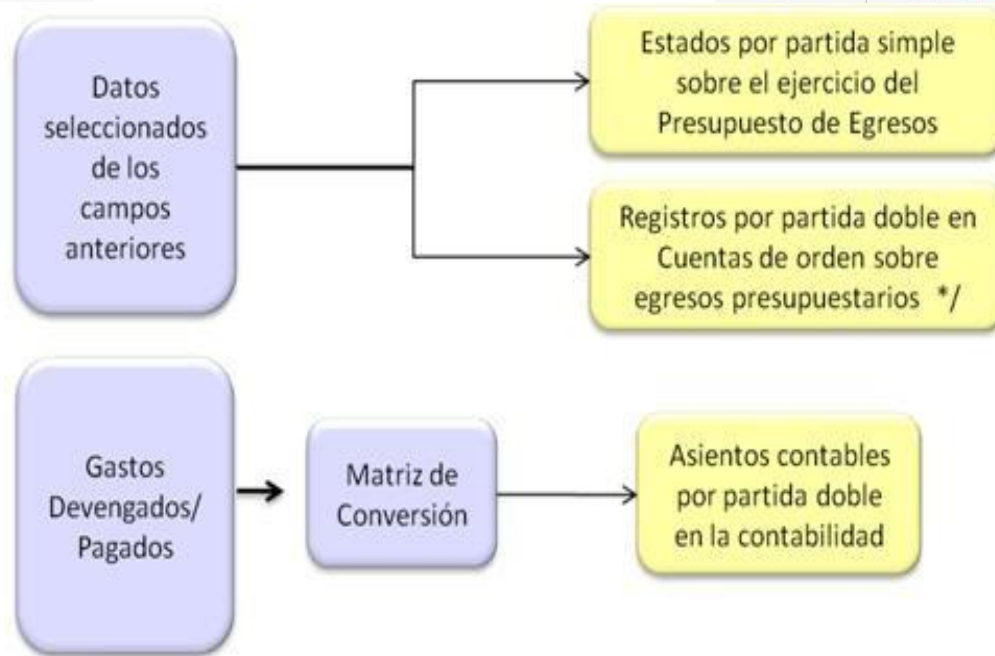 Datos
seleccionados
de los
campos
anteriores
Estados por partida simple
sobre el ejercicio del
Presupuesto de Egresos
Registros por partida doble en
Cuentas de orden sobre
egresos presupuestarios */
Gastos
Devengados/
Pagados
Matriz de
Conversión
Asientos contables
por partida doble
en la contabilidad